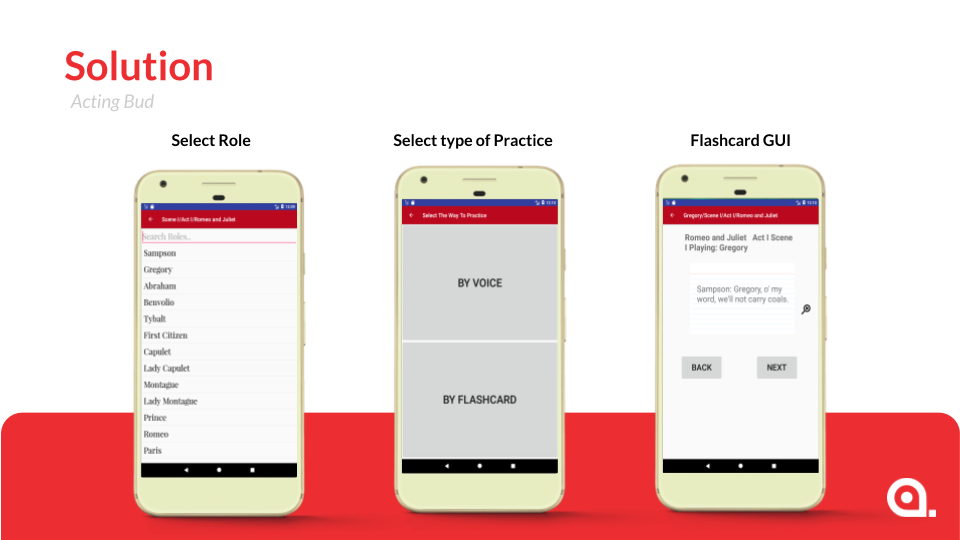 Solution
Acting Bud
Select Role
Scene I/Act I/Romeo and Juliet
Search Roles..
Sampson
Gregory
Abraham
Benvolio
Tybalt
First Citizen
Capulet
Lady Capulet
Montague
Lady Montague
Prince
Romeo
Paris
Select type of Practice
Select The Way To Practice
BY VOICE
BY FLASHCARD
Flashcard GUI
Gregory/Scene I/Act I/Romeo and Juliet
Romeo and Juliet Act I Scene
I Playing: Gregory
Sampson: Gregory, o' my
word, we'll not carry coals.
BACK
NEXT